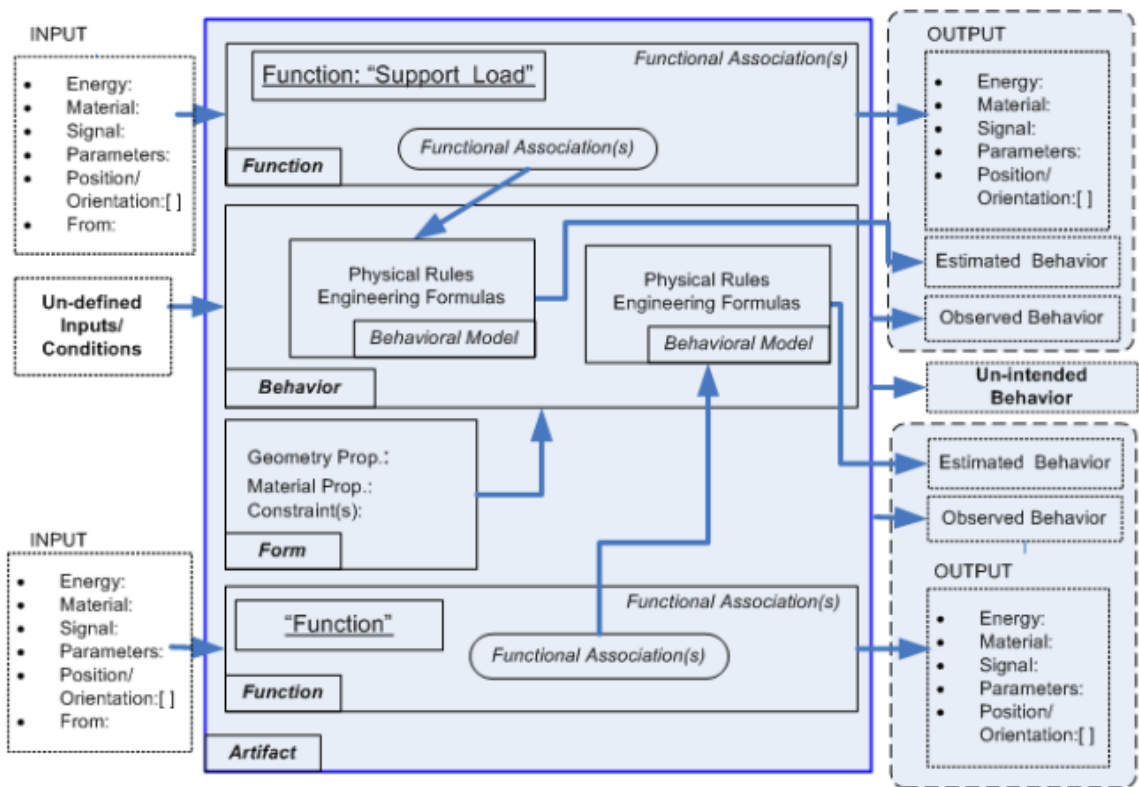 INPUT
• Energy:
• Material:
• Signal:
• Parameters:
• Position/
Orientation:[ ]
• From:
Un-defined
Inputs/
Conditions
INPUT
• Energy:
• Material:
• Signal:
• Parameters:
• Position/
Orientation:[ ]
• From:
Functional Association(s)
Function: “Support Load”
Functional Association(s)
Function
Physical Rules
Engineering Formulas
Behavioral Model
Physical Rules
Engineering Formulas
Behavioral Model
Behavior
Geometry Prop.:
Material Prop.:
Constraint(s):
Form
Functional Association(s)
“Function”
Functional Association(s)
Function
Artifact
OUTPUT
• Energy:
• Material:
• Signal:
• Parameters:
• Position/
Orientation:[ ]
Estimated Behavior
Observed Behavior
Un-intended
Behavior
Estimated Behavior
Observed Behavior
OUTPUT
• Energy:
• Material:
• Signal:
• Parameters:
• Position/
Orientation:[ ]